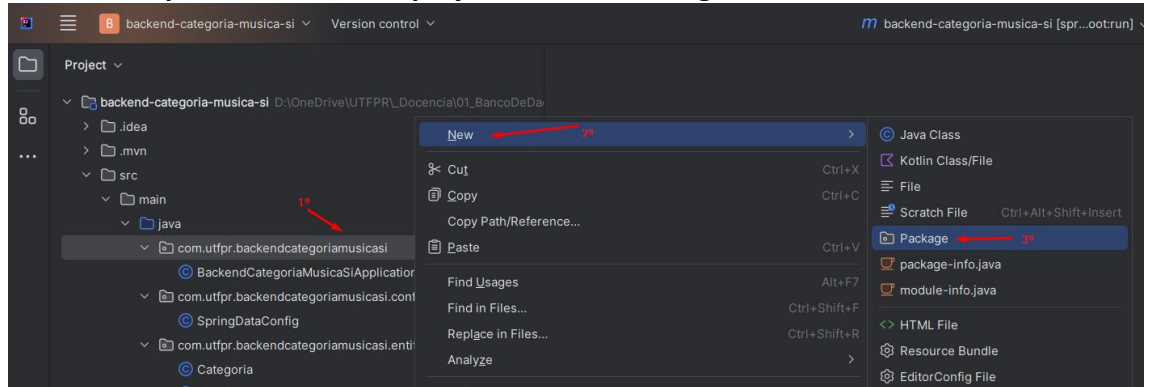 B backend-categoria-musica-si Version control m backend-categoria-musica-si [spr...oot:run]
Project
backend-categoria-musica-si D:\OneDrive\UTFPR\_Docencia\01_BancoDeDa
.idea
.mvn
src
main
java
com.utfpr.backendcategoriamusicasi
BackendCategoriaMusicaSiApplication
com.utfpr.backendcategoriamusicasi.conf
SpringDataConfig
com.utfpr.backendcategoriamusicasi.enti
Categoria
1º
New 2º
Cut Ctrl+X
Copy Ctrl+C
Copy Path/Reference...
Paste Ctrl+V
Find Usages Alt+F7
Find in Files... Ctrl+Shift+F
Replace in Files... Ctrl+Shift+R
Analyze
Java Class
Kotlin Class/File
File
Scratch File Ctrl+Alt+Shift+Insert
Package 3º
package-info.java
module-info.java
HTML File
Resource Bundle
EditorConfig File